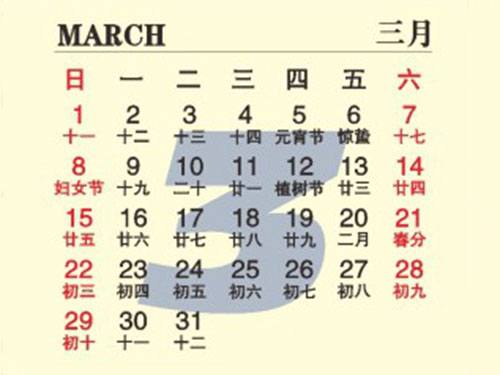 MARCH 三月
日 一 二 三 四 五 六
1 2 3 4 5 6 7
十一 十二 十三 十四 元宵节 惊蛰 十七
8 9 10 11 12 13 14
妇女节 十九 二十 廿一 植树节 廿三 廿四
15 16 17 18 19 20 21
廿五 廿六 廿七 廿八 廿九 二月 春分
22 23 24 25 26 27 28
初三 初四 初五 初六 初七 初八 初九
29 30 31
初十 十一 十二
3